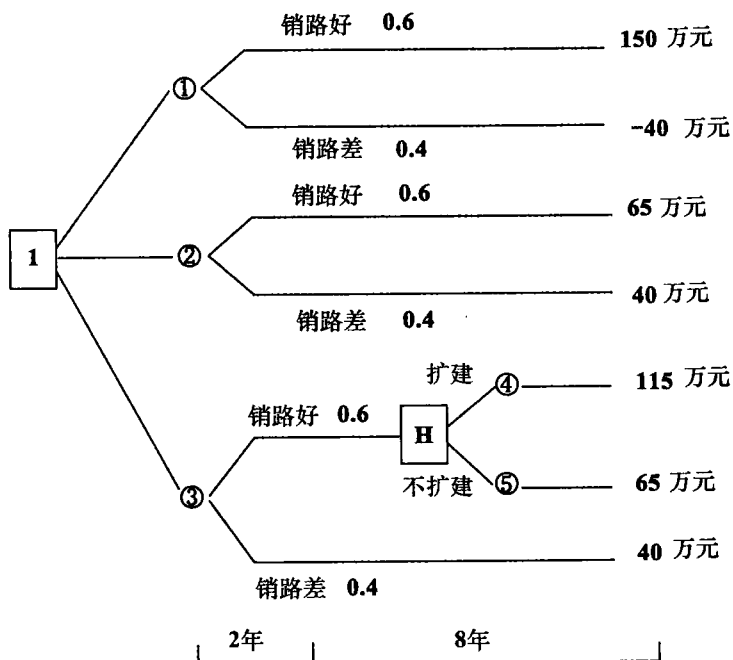 销路好 0.6
150 万元
①
-40 万元
销路差 0.4
销路好 0.6
65 万元
1
②
40 万元
销路差 0.4
扩建 ④
115 万元
销路好 0.6
H
不扩建 ⑤
65 万元
③
40 万元
销路差 0.4
2年
8年